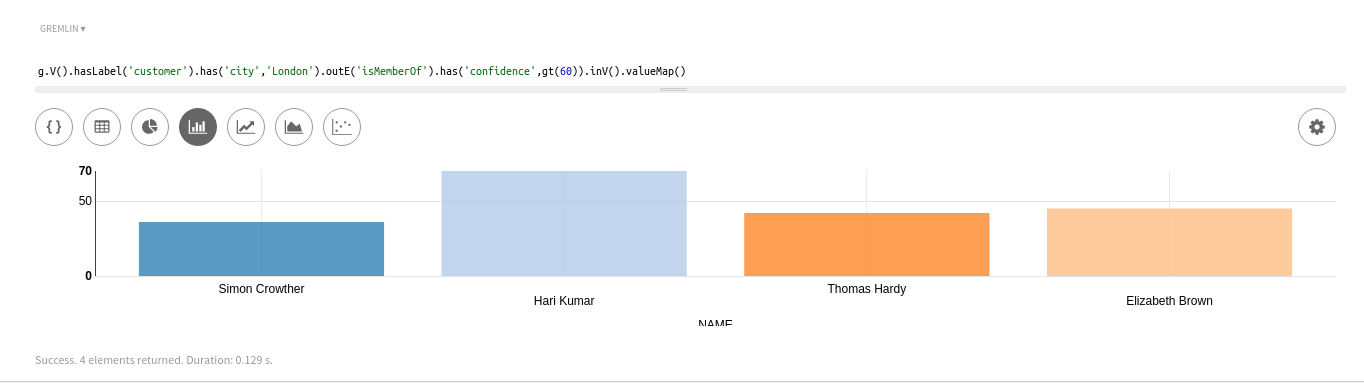 GREMLIN ▾
g.V().hasLabel('customer').has('city','London').outE('isMemberOf').has('confidence',gt(60)).inV().valueMap()
{ }
70
50
0
Simon Crowther
Hari Kumar
Thomas Hardy
Elizabeth Brown
NAME
Success. 4 elements returned. Duration: 0.129 s.